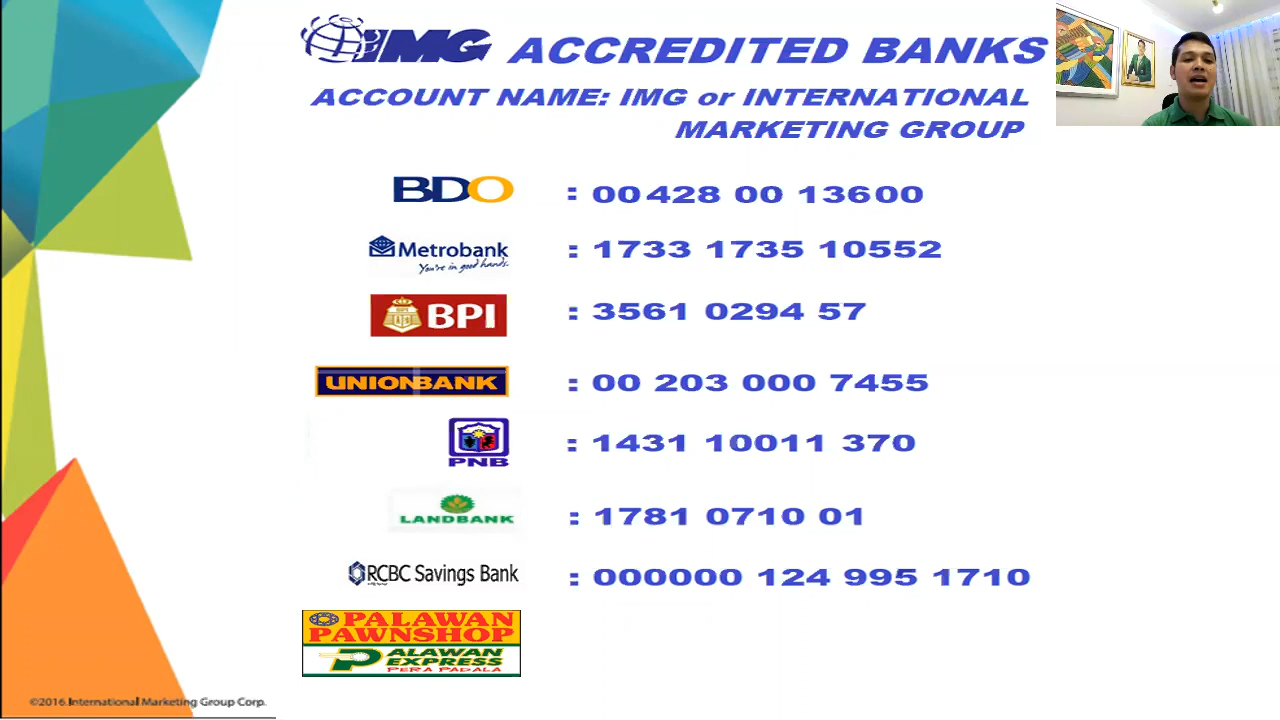 IMG ACCREDITED BANKS
ACCOUNT NAME: IMG or INTERNATIONAL
MARKETING GROUP
BDO : 00428 00 13600
Metrobank : 1733 1735 10552
You're in good hands.
BPI : 3561 0294 57
UNIONBANK : 00 203 000 7455
PNB : 1431 10011 370
LANDBANK : 1781 0710 01
RCBC Savings Bank : 000000 124 995 1710
PALAWAN
PAWNSHOP
PALAWAN
EXPRESS
PERA PADALA
©2016.International Marketing Group Corp.